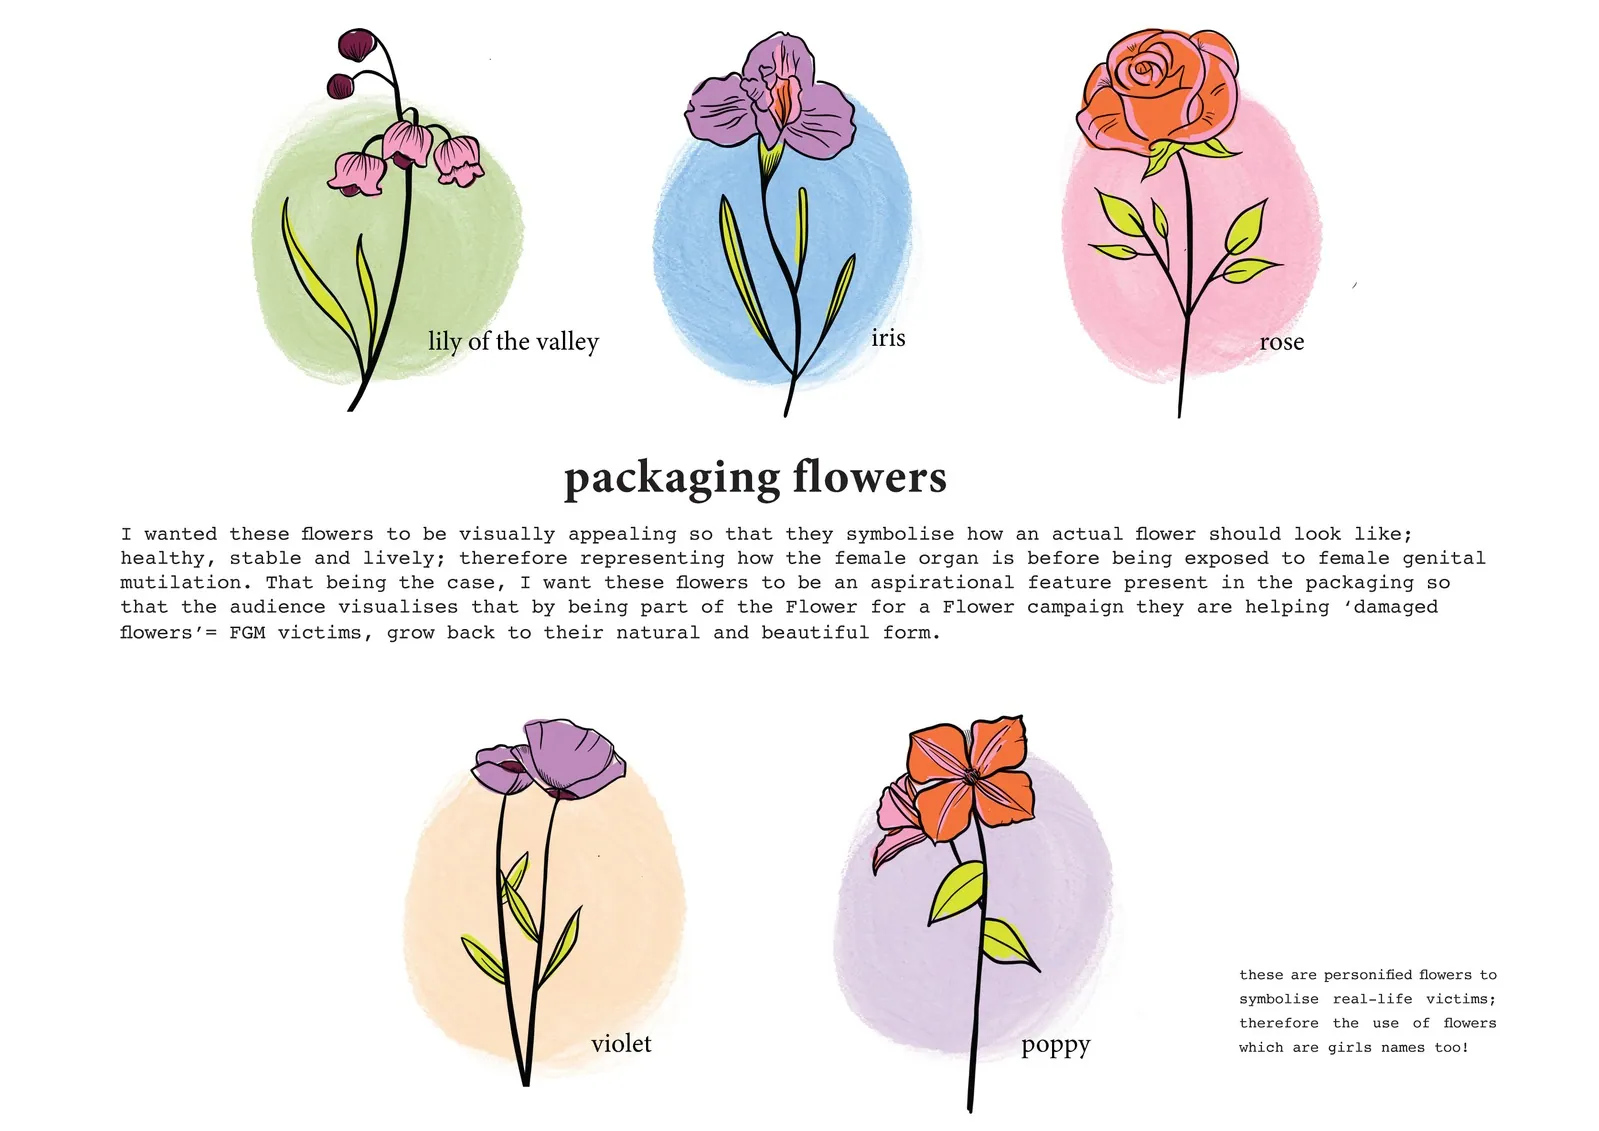 lily of the valley
iris
rose
packaging flowers
I wanted these flowers to be visually appealing so that they symbolise how an actual flower should look like;
healthy, stable and lively; therefore representing how the female organ is before being exposed to female genital
mutilation. That being the case, I want these flowers to be an aspirational feature present in the packaging so
that the audience visualises that by being part of the Flower for a Flower campaign they are helping ‘damaged
flowers’= FGM victims, grow back to their natural and beautiful form.
violet
poppy
these are personified flowers to
symbolise real-life victims;
therefore the use of flowers
which are girls names too!